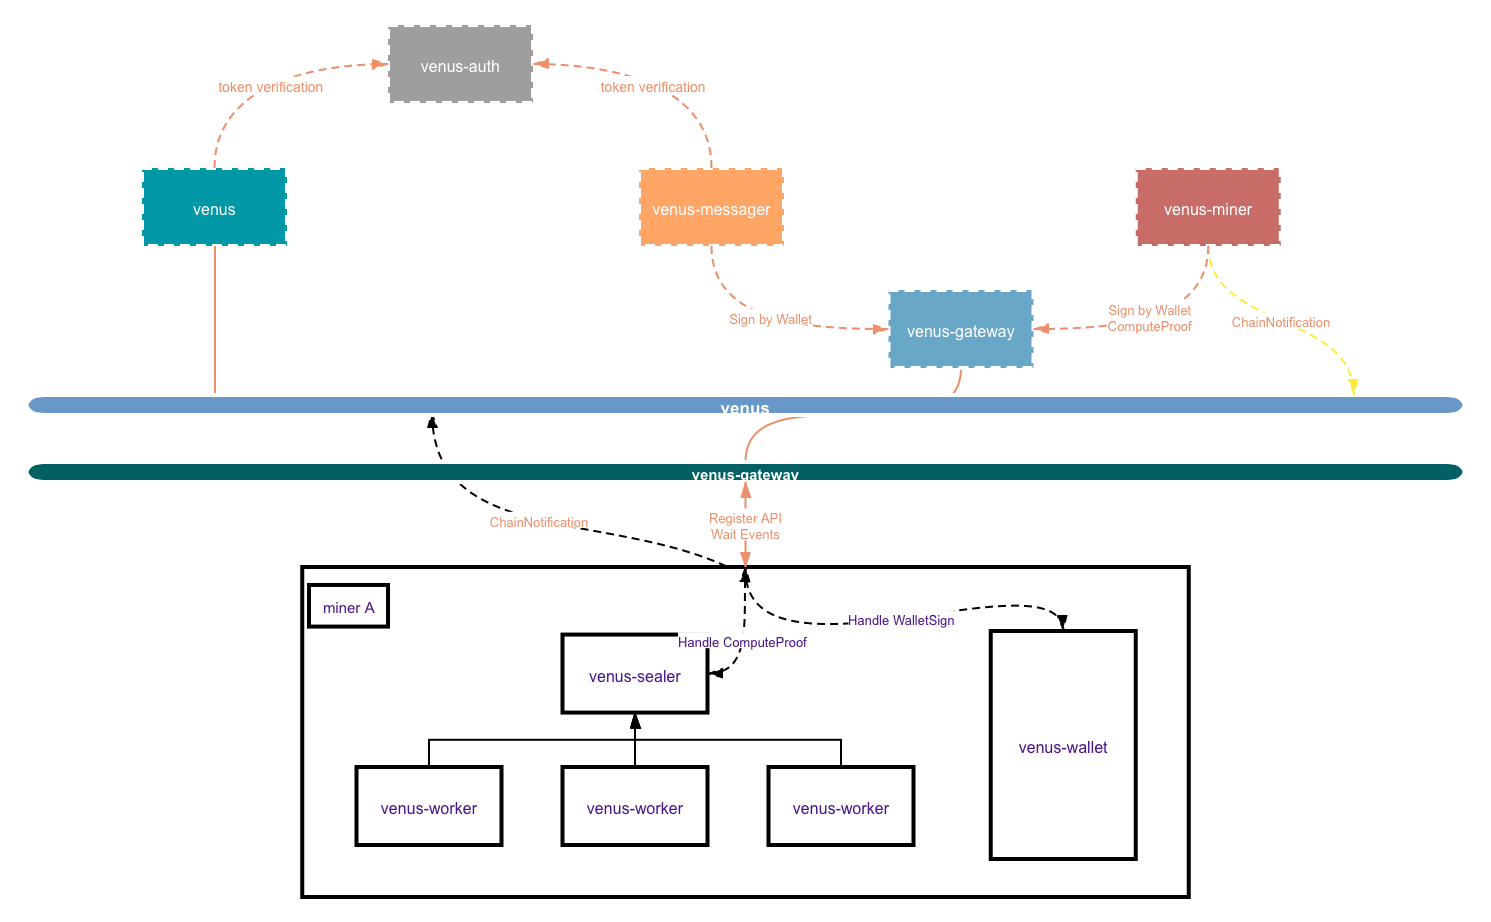 venus-auth
token verification
token verification
venus
venus-messager
venus-miner
Sign by Wallet
venus-gateway
Sign by Wallet
ComputeProof
ChainNotification
venus
venus-gateway
ChainNotification
Register API
Wait Events
miner A
Handle WalletSign
Handle ComputeProof
venus-sealer
venus-wallet
venus-worker
venus-worker
venus-worker